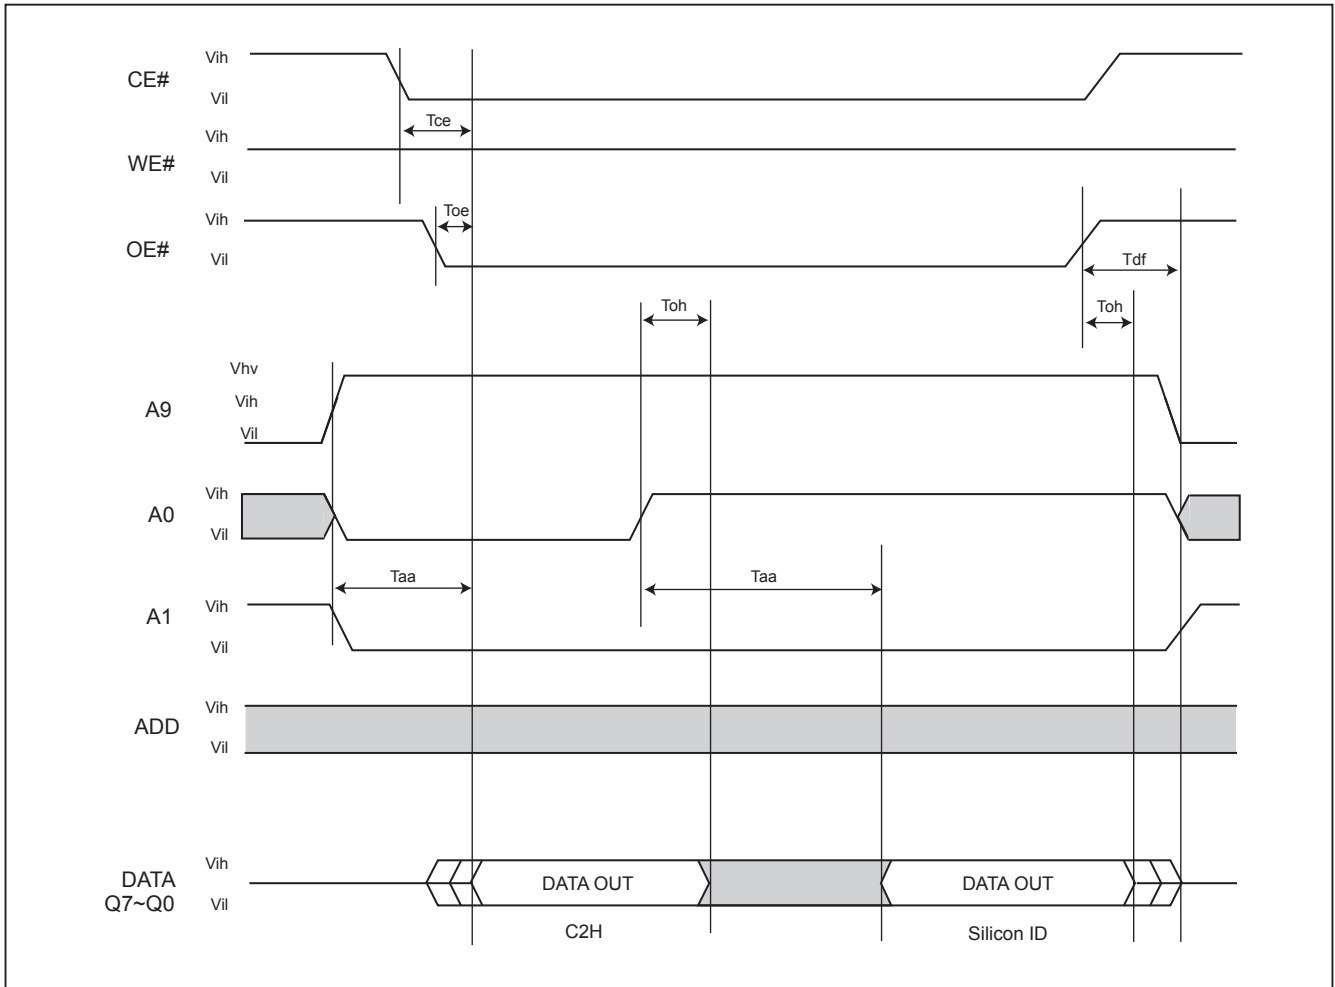 CE#
Vih
Vil
Tce
WE#
Vih
Vil
OE#
Vih
Vil
Toe
Tdf
Toh
Toh
A9
Vhv
Vih
Vil
A0
Vih
Vil
Taa
Taa
A1
Vih
Vil
ADD
Vih
Vil
DATA
Q7~Q0
Vih
Vil
DATA OUT
DATA OUT
C2H
Silicon ID